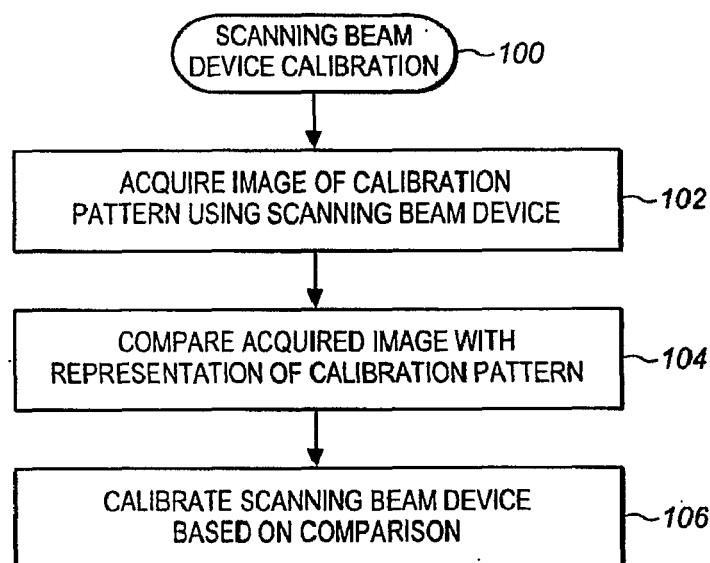 SCANNING BEAM
DEVICE CALIBRATION
100
ACQUIRE IMAGE OF CALIBRATION
PATTERN USING SCANNING BEAM DEVICE
102
COMPARE ACQUIRED IMAGE WITH
REPRESENTATION OF CALIBRATION PATTERN
104
CALIBRATE SCANNING BEAM DEVICE
BASED ON COMPARISON
106